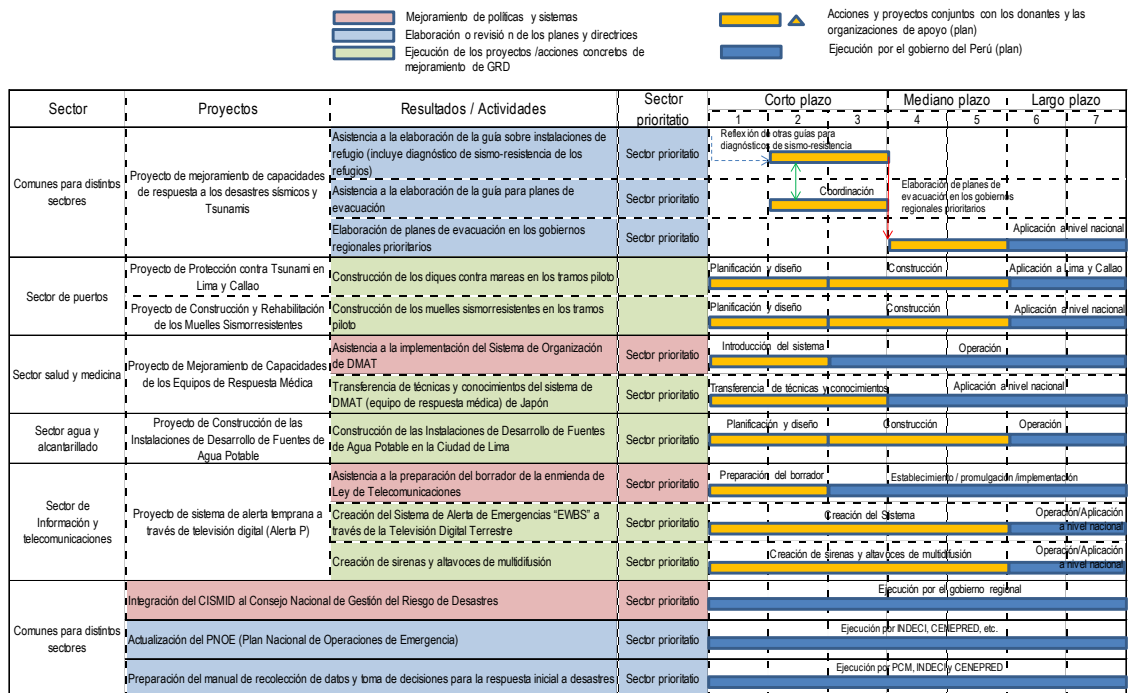 Mejoramiento de políticas y sistemas
Elaboración o revisió n de los planes y directrices
Ejecución de los proyectos /acciones concretos de
mejoramiento de GRD
Acciones y proyectos conjuntos con los donantes y las
organizaciones de apoyo (plan)
Ejecución por el gobierno del Perú (plan)
Sector
Proyectos
Resultados / Actividades
Sector
prioritatio
Corto plazo
Mediano plazo
Largo plazo
1 2 3 4 5 6 7
Comunes para distintos
sectores
Proyecto de mejoramiento de capacidades
de respuesta a los desastres sísmicos y
Tsunamis
Asistencia a la elaboración de la guía sobre instalaciones de
refugio (incluye diagnóstico de sismo-resistencia de los
refugios)
Sector prioritatio
Reflexión de otras guías para
diagnósticos de sismo-resistencia
Asistencia a la elaboración de la guía para planes de
evacuación
Sector prioritatio
Coordinación
Elaboración de planes de
evacuación en los gobiernos
regionales prioritarios
Elaboración de planes de evacuación en los gobiernos
regionales prioritarios
Sector prioritatio
Aplicación a nivel nacional
Sector de puertos
Proyecto de Protección contra Tsunami en
Lima y Callao
Construcción de los diques contra mareas en los tramos piloto
Planificación y diseño
Construcción
Aplicación a Lima y Callao
Proyecto de Construcción y Rehabilitación
de Los Muelles Sismorresistentes
Construcción de los muelles sismorresistentes en los tramos
piloto
Planificación y diseño
Construcción
Aplicación a nivel nacional
Sector salud y medicina
Proyecto de Mejoramiento de Capacidades
de los Equipos de Respuesta Médica
Asistencia a la implementación del Sistema de Organización
de DMAT
Sector prioritatio
Introducción del sistema
Operación
Transferencia de técnicas y conocimientos del sistema de
DMAT (equipo de respuesta médica) de Japón
Sector prioritatio
Transferencia de técnicas y conocimientos
Aplicación a nivel nacional
Sector agua y
alcantarillado
Proyecto de Construcción de las
Instalaciones de Desarrollo de Fuentes de
Agua Potable
Construcción de las Instalaciones de Desarrollo de Fuentes
de Agua Potable en la Ciudad de Lima
Sector prioritatio
Planificación y diseño
Construcción
Operación
Sector de
Información y
telecomunicaciones
Proyecto de sistema de alerta temprana a
través de televisión digital (Alerta P)
Asistencia a la preparación del borrador de la enmienda de
Ley de Telecomunicaciones
Sector prioritatio
Preparación del borrador
Establecimiento / promulgación /implementación
Creación del Sistema de Alerta de Emergencias “EWBS” a
través de la Televisión Digital Terrestre
Sector prioritatio
Creación del Sistema
Operación/Aplicación
a nivel nacional
Creación de sirenas y altavoces de multidifusión
Sector prioritatio
Creación de sirenas y altavoces de multidifusión
Operación/Aplicación
a nivel nacional
Comunes para distintos
sectores
Integración del CISMID al Consejo Nacional de Gestión del Riesgo de Desastres
Sector prioritatio
Ejecución por el gobierno regional
Actualización del PNOE (Plan Nacional de Operaciones de Emergencia)
Sector prioritatio
Ejecución por INDECI, CENEPRED, etc.
Preparación del manual de recolección de datos y toma de decisiones para la respuesta inicial a desastres
Sector prioritatio
Ejecución por PCM, INDECI y CENEPRED